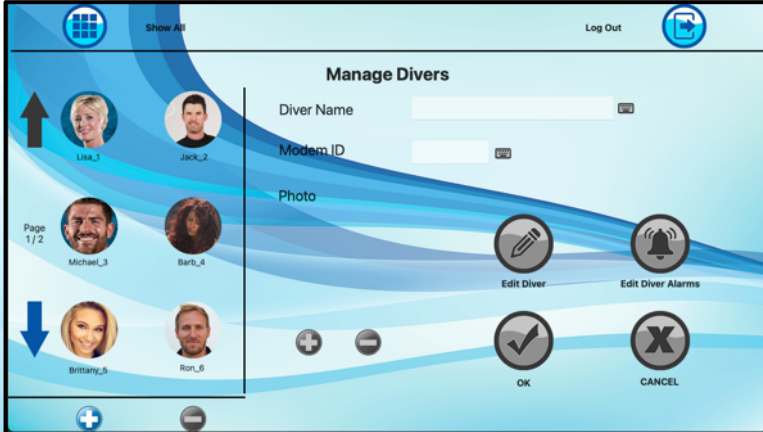 Show All
Log Out
Manage Divers
Diver Name
Modem ID
Photo
Lisa_1
Jack_2
Page
1 / 2
Michael_3
Barb_4
Brittany_5
Ron_6
Edit Diver
Edit Diver Alarms
OK
CANCEL